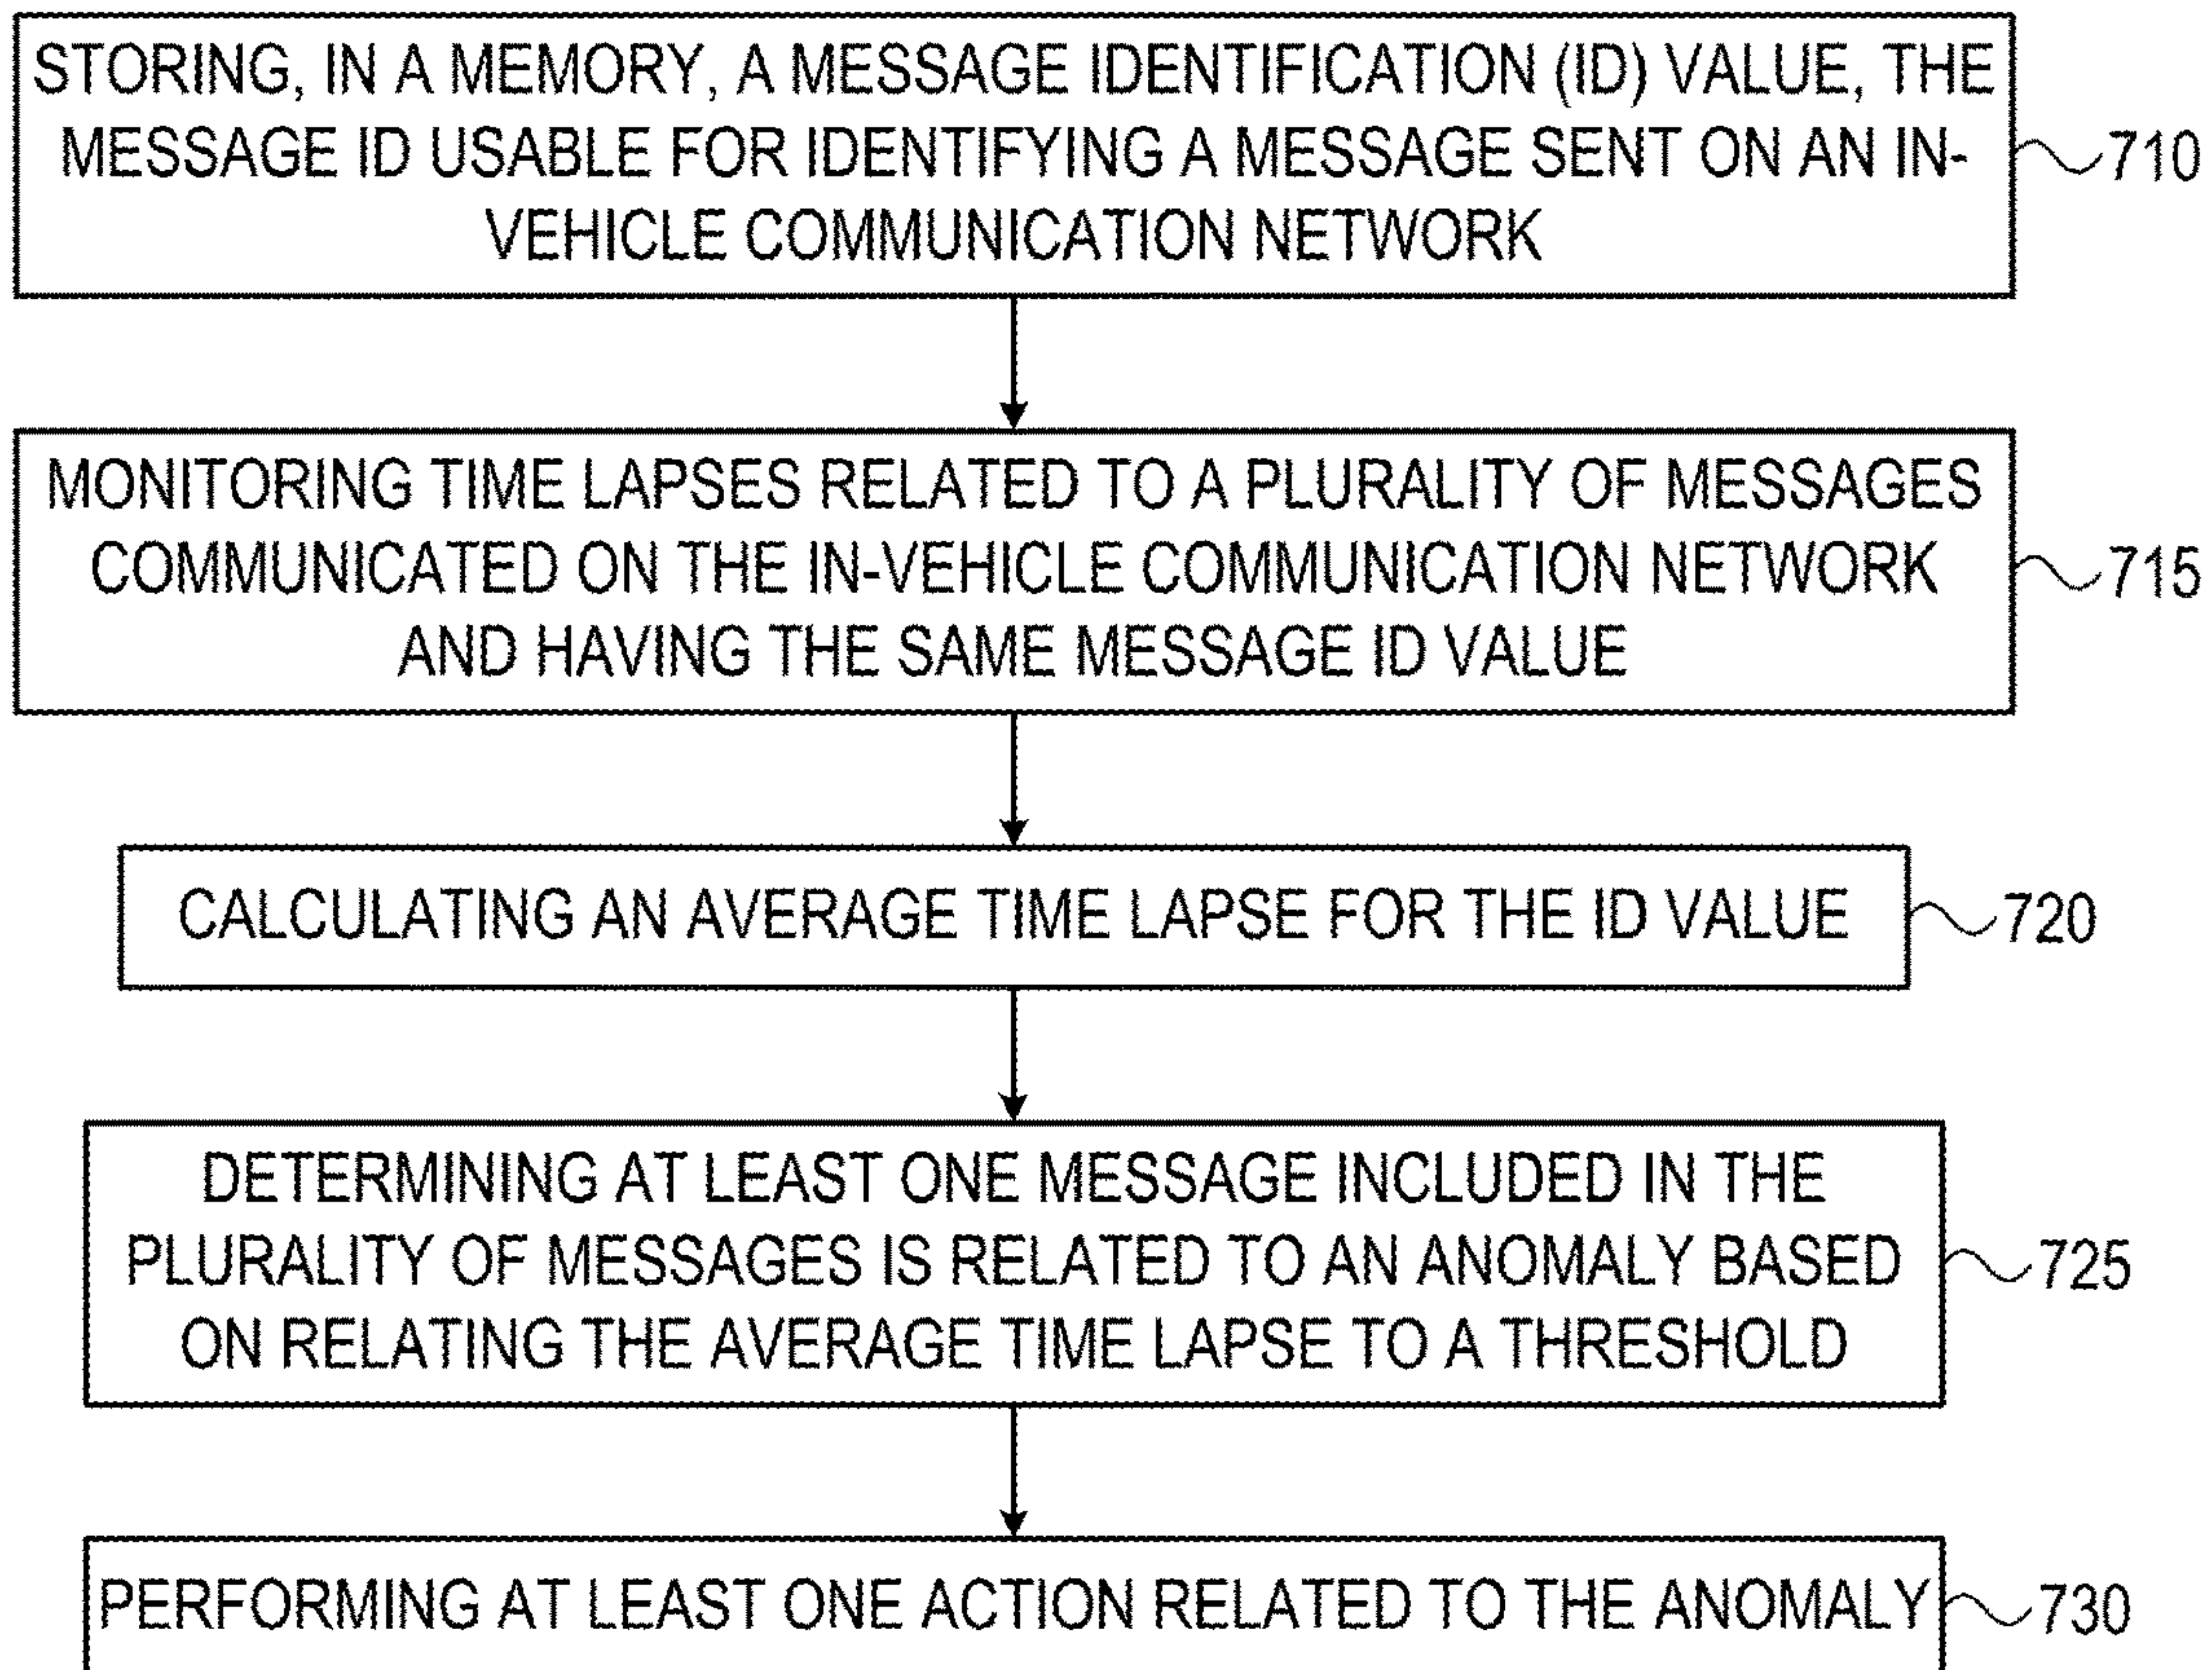 STORING, IN A MEMORY, A MESSAGE IDENTIFICATION (ID) VALUE, THE
MESSAGE ID USABLE FOR IDENTIFYING A MESSAGE SENT ON AN IN-
VEHICLE COMMUNICATION NETWORK
710
MONITORING TIME LAPSES RELATED TO A PLURALITY OF MESSAGES
COMMUNICATED ON THE IN-VEHICLE COMMUNICATION NETWORK
AND HAVING THE SAME MESSAGE ID VALUE
715
CALCULATING AN AVERAGE TIME LAPSE FOR THE ID VALUE
720
DETERMINING AT LEAST ONE MESSAGE INCLUDED IN THE
PLURALITY OF MESSAGES IS RELATED TO AN ANOMALY BASED
ON RELATING THE AVERAGE TIME LAPSE TO A THRESHOLD
725
PERFORMING AT LEAST ONE ACTION RELATED TO THE ANOMALY
730